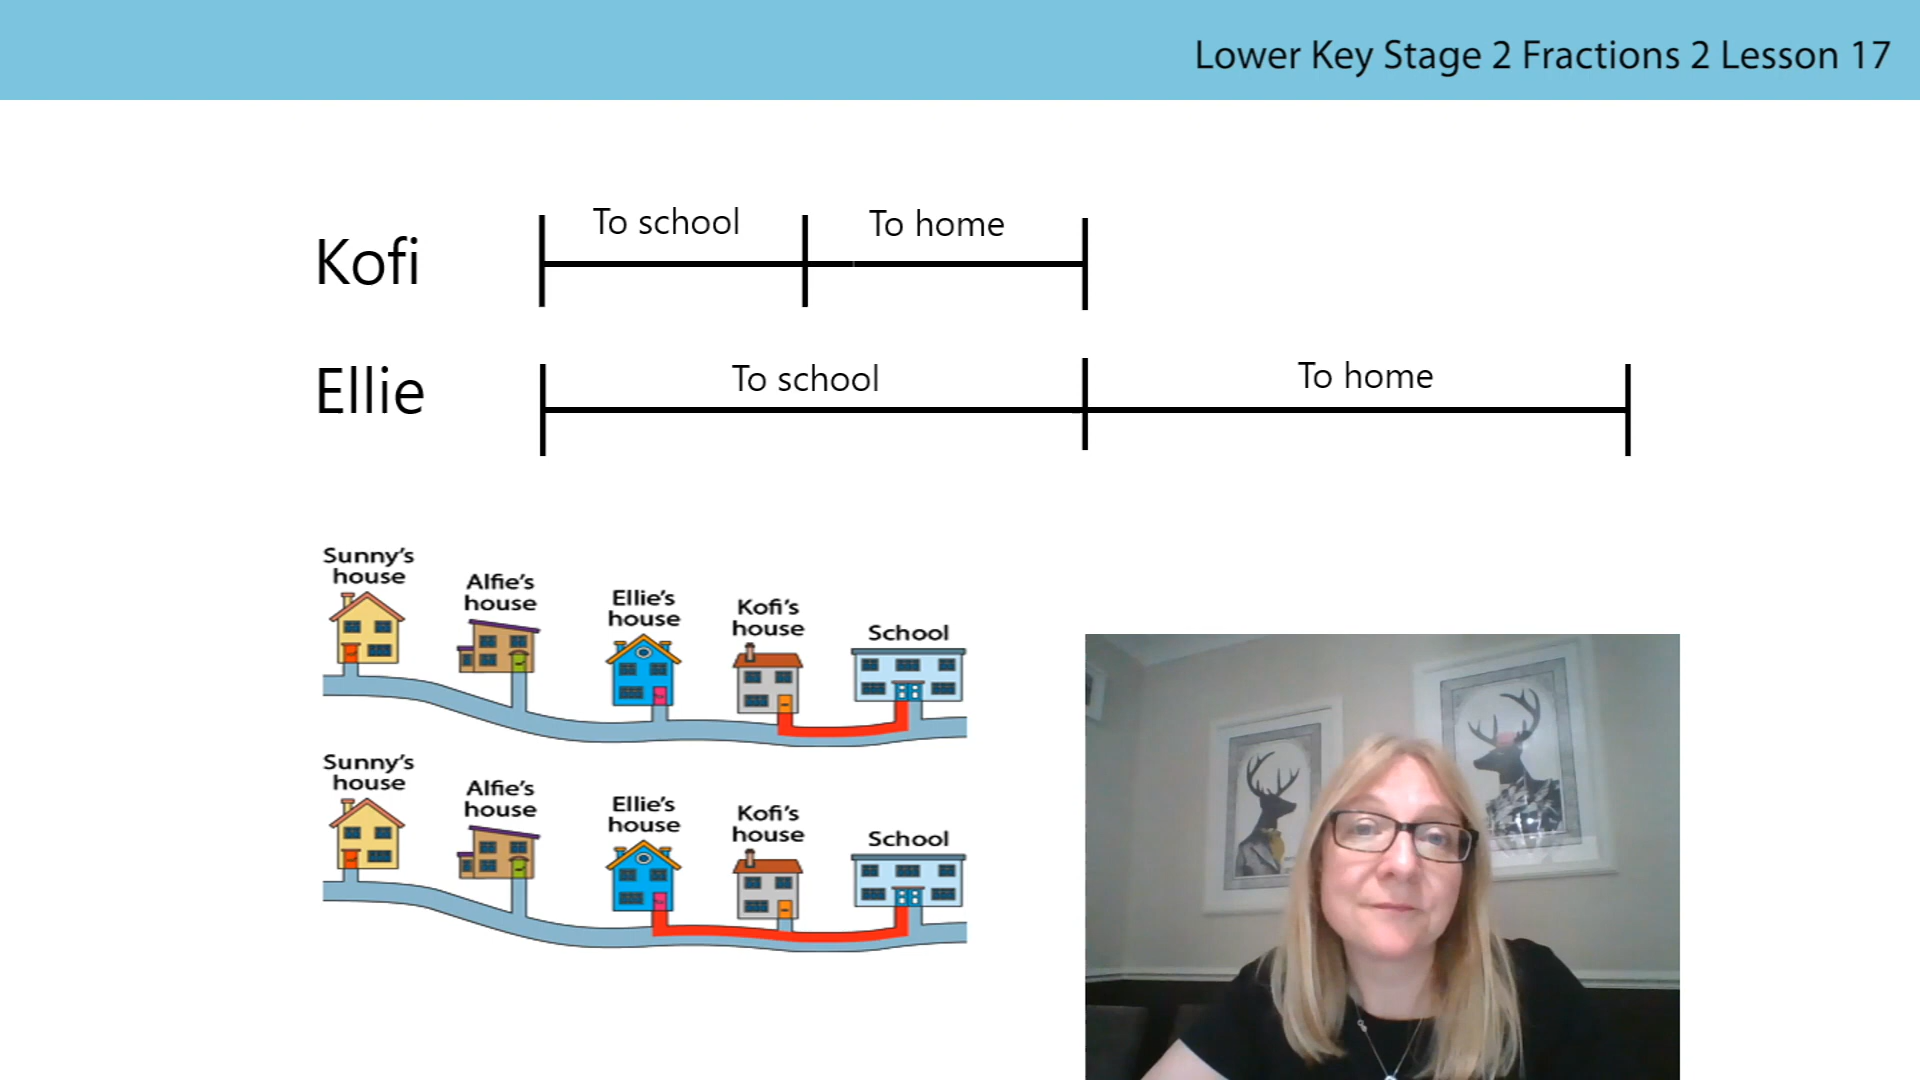 Lower Key Stage 2 Fractions 2 Lesson 17
To school
To home
Kofi
To school
To home
Ellie
Sunny's
house
Alfie's
house
Ellie's
house
Kofi's
house
School
Sunny's
house
Alfie's
house
Ellie's
house
Kofi's
house
School